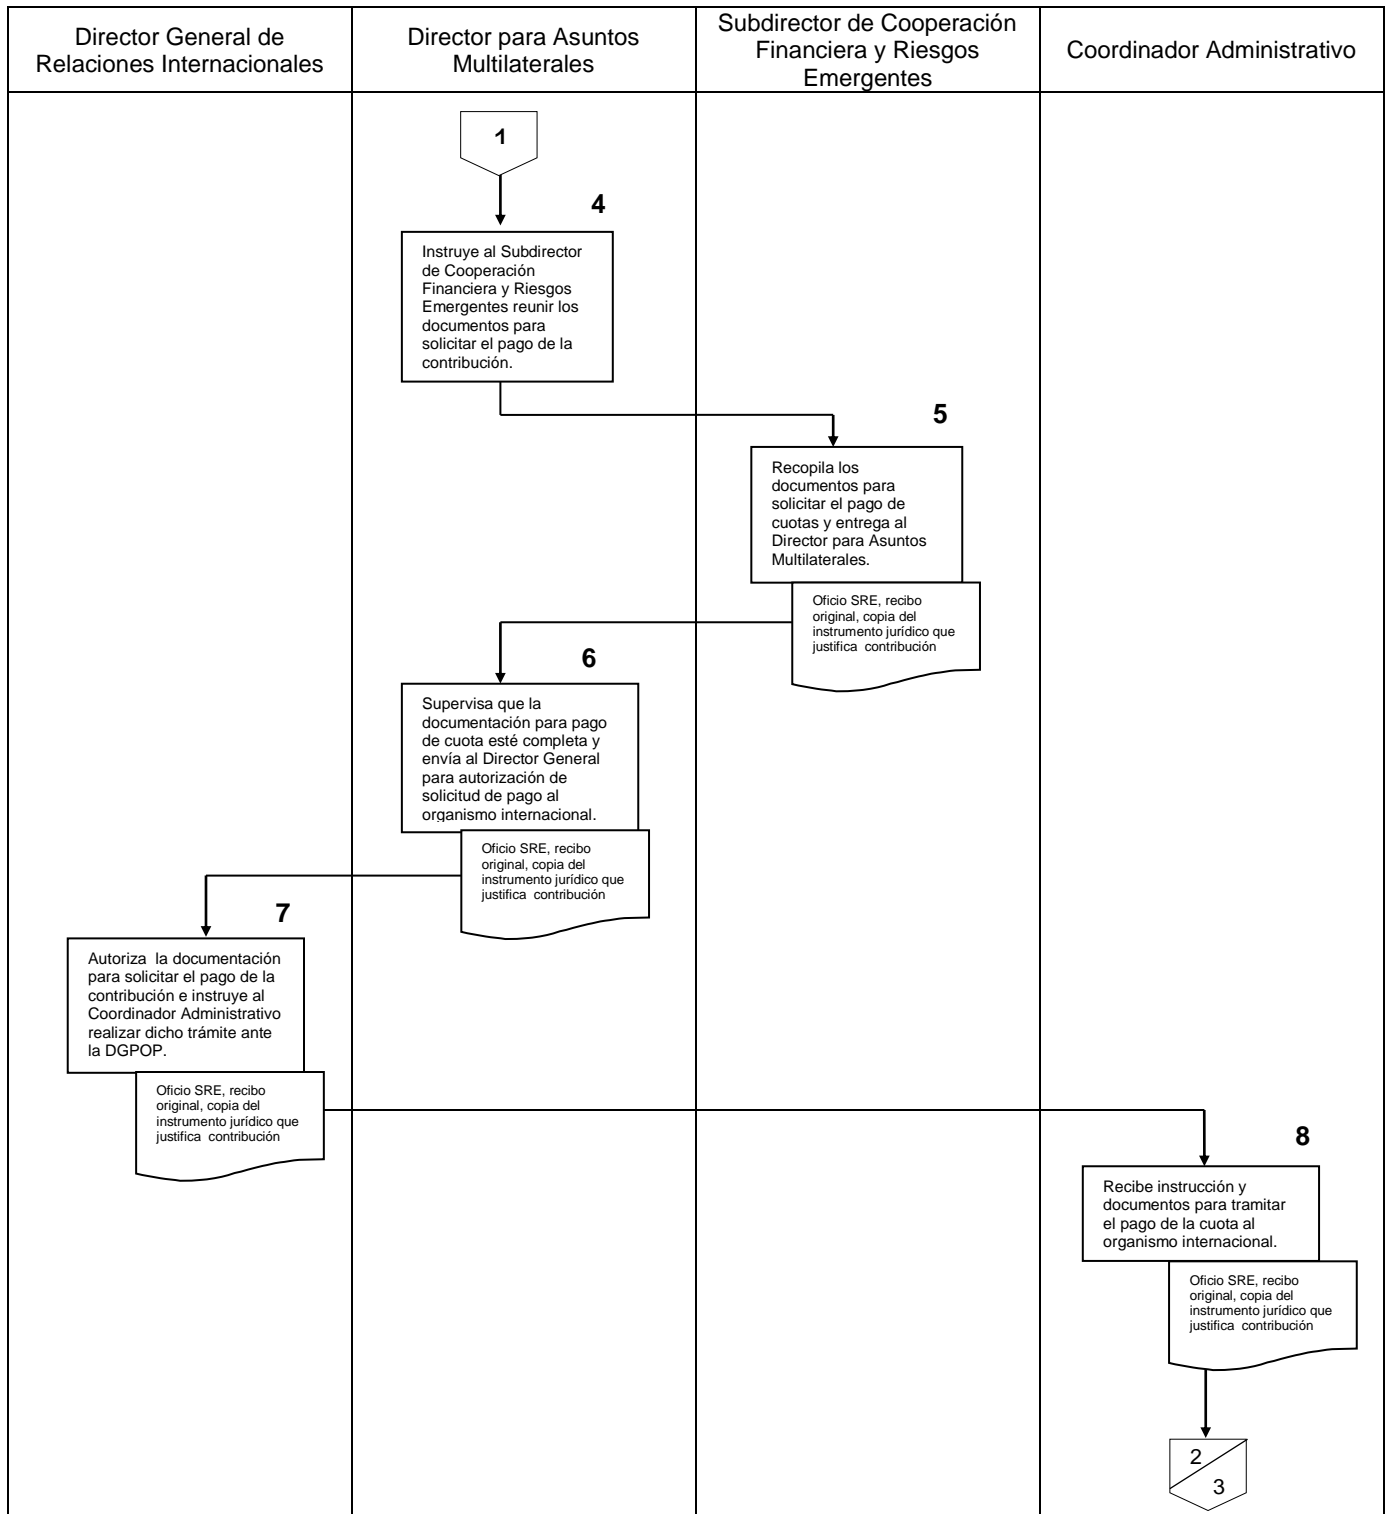 Director General de
Relaciones Internacionales
Director para Asuntos
Multilaterales
Subdirector de Cooperación
Financiera y Riesgos
Emergentes
Coordinador Administrativo
1
4
Instruye al Subdirector
de Cooperación
Financiera y Riesgos
Emergentes reunir los
documentos para
solicitar el pago de la
contribución.
5
Recopila los
documentos para
solicitar el pago de
cuotas y entrega al
Director para Asuntos
Multilaterales.
Oficio SRE, recibo
original, copia del
instrumento jurídico que
justifica contribución
6
Supervisa que la
documentación para pago
de cuota esté completa y
envía al Director General
para autorización de
solicitud de pago al
organismo internacional.
Oficio SRE, recibo
original, copia del
instrumento jurídico que
justifica contribución
7
Autoriza la documentación
para solicitar el pago de la
contribución e instruye al
Coordinador Administrativo
realizar dicho trámite ante
la DGPOP.
Oficio SRE, recibo
original, copia del
instrumento jurídico que
justifica contribución
8
Recibe instrucción y
documentos para tramitar
el pago de la cuota al
organismo internacional.
Oficio SRE, recibo
original, copia del
instrumento jurídico que
justifica contribución
2
3